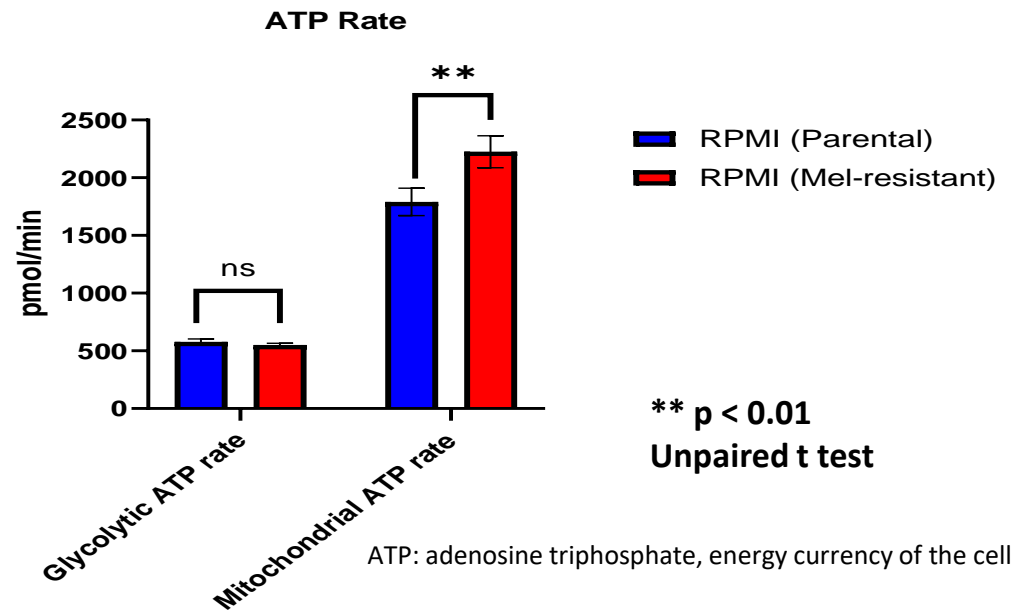 ATP Rate
**
2500
2000
1500
1000
500
0
pmol/min
ns
Glycolytic ATP rate
Mitochondrial ATP rate
RPMI (Parental)
RPMI (Mel-resistant)
** p < 0.01
Unpaired t test
ATP: adenosine triphosphate, energy currency of the cell